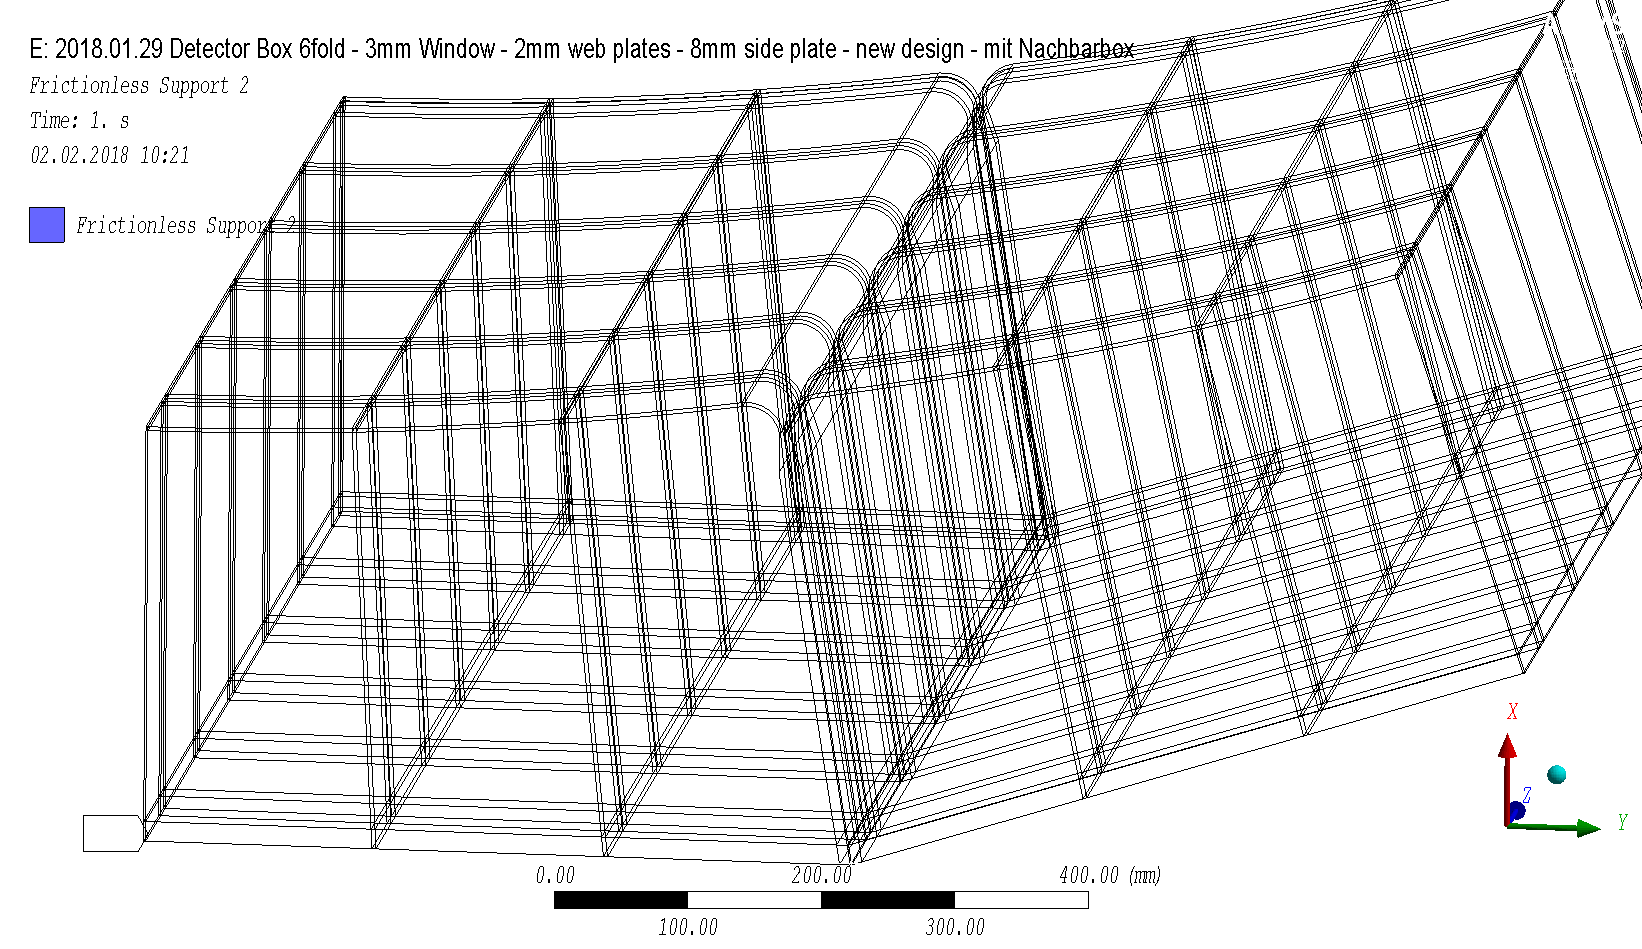 E: 2018.01.29 Detector Box 6fold - 3mm Window - 2mm web plates - 8mm side plate - new design - mit Nachbarbox
Frictionless Support 2
Time: 1. s
02.02.2018 10:21
Frictionless Support 2
X
Z
Y
0.00 200.00 400.00 (mm)
100.00 300.00